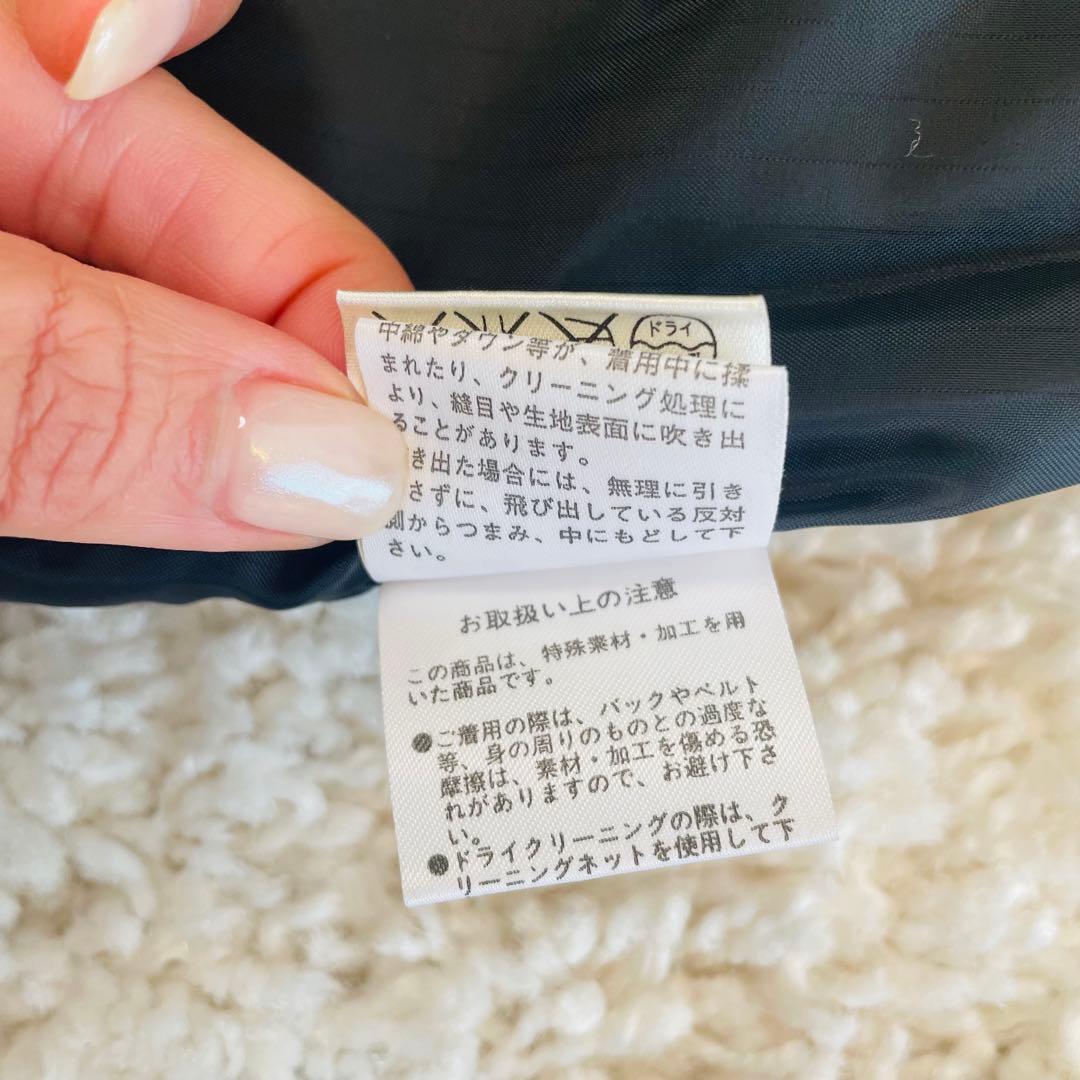 ドライ
中綿やダウン等が、着用中に揉
まれたり、クリーニング処理に
より、縫目や生地表面に吹き出
ることがあります。
き出た場合には、無理に引き
さずに、飛び出している反対
側からつまみ、中にもどして下
さい。
お取扱い上の注意
この商品は、特殊素材・加工を用
いた商品です。
●ご着用の際は、バックやベルト
等、身の周りのものとの過度な
摩擦は、素材・加工を傷める恐
れがありますので、お避け下さ
い。
●ドライクリーニングの際は、ク
リーニングネットを使用して下